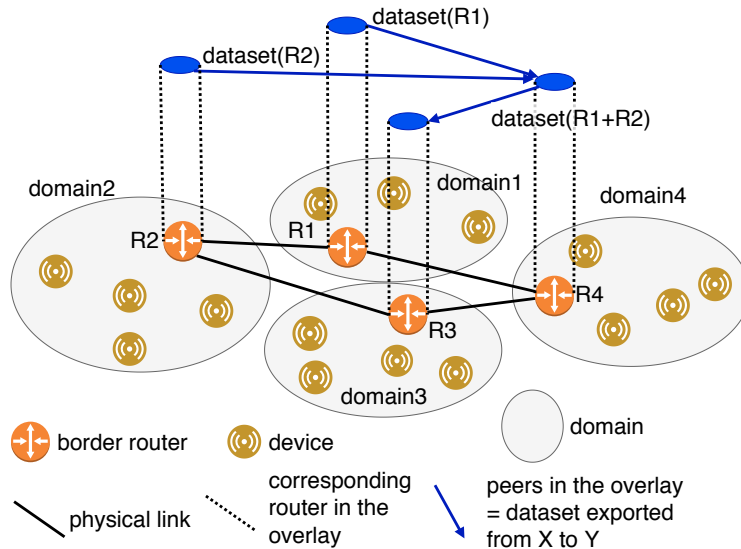 dataset(R1)
dataset(R2)
dataset(R1+R2)
domain2
domain1
domain4
R2
R1
R4
R3
domain3
border router
device
domain
physical link
corresponding
router in the
overlay
peers in the overlay
= dataset exported
from X to Y